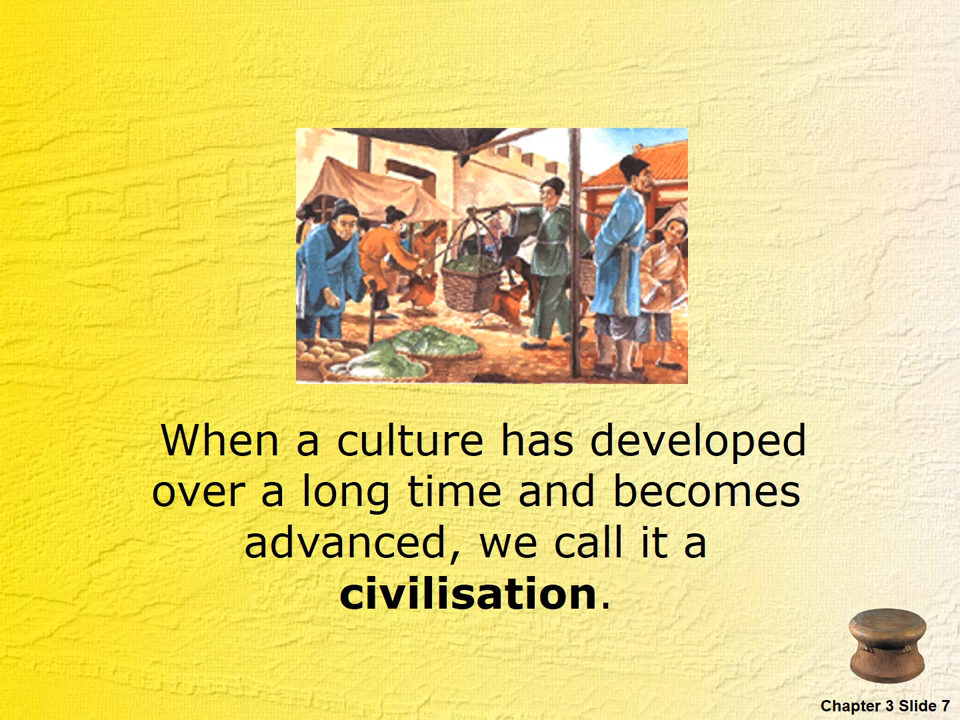 When a culture has developed
over a long time and becomes
advanced, we call it a
civilisation.
Chapter 3 Slide 7